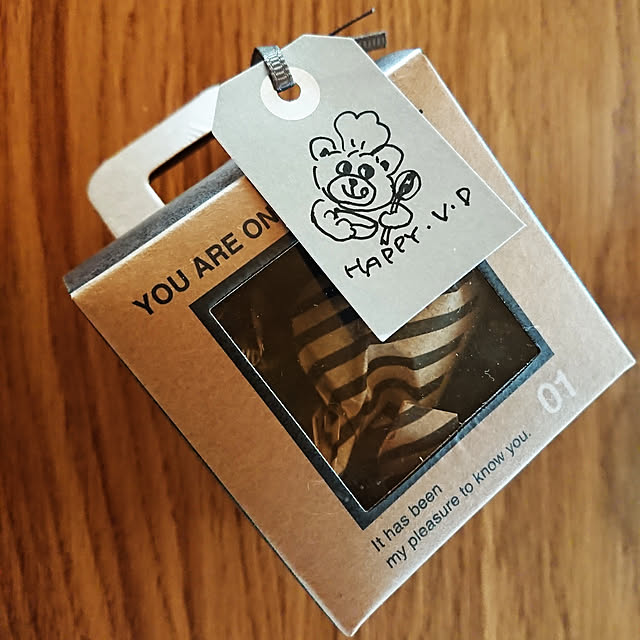 HAPPY.V.D
YOU ARE ON
01
It has been
my pleasure to know you.